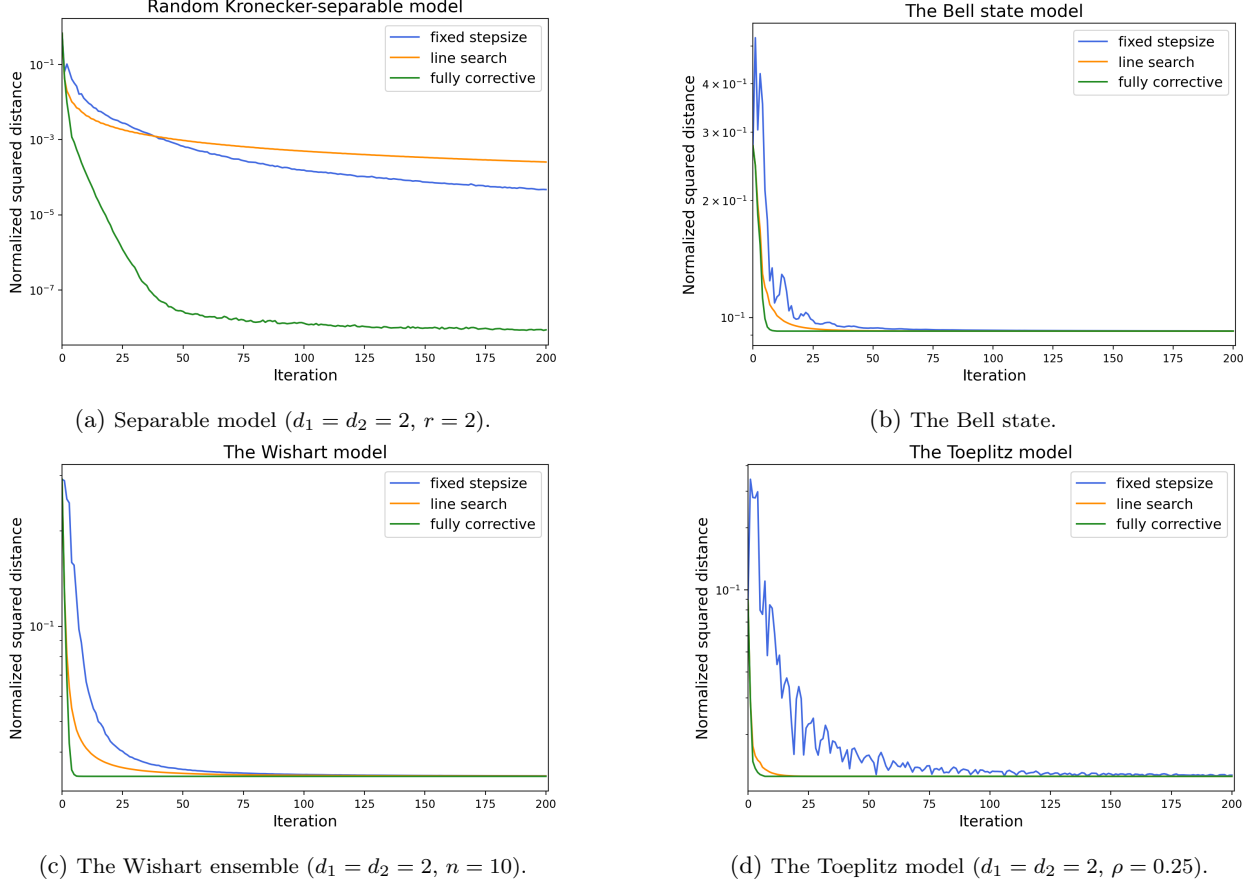 Random Kronecker-separable model
Normalized squared distance
10⁻¹
10⁻³
10⁻⁵
10⁻⁷
fixed stepsize
line search
fully corrective
0 25 50 75 100 125 150 175 200
Iteration
(a) Separable model (d₁ = d₂ = 2, r = 2).
The Bell state model
Normalized squared distance
4 × 10⁻¹
3 × 10⁻¹
2 × 10⁻¹
10⁻¹
fixed stepsize
line search
fully corrective
0 25 50 75 100 125 150 175 200
Iteration
(b) The Bell state.
The Wishart model
Normalized squared distance
10⁻¹
fixed stepsize
line search
fully corrective
0 25 50 75 100 125 150 175 200
Iteration
(c) The Wishart ensemble (d₁ = d₂ = 2, n = 10).
The Toeplitz model
Normalized squared distance
10⁻¹
fixed stepsize
line search
fully corrective
0 25 50 75 100 125 150 175 200
Iteration
(d) The Toeplitz model (d₁ = d₂ = 2, ρ = 0.25).